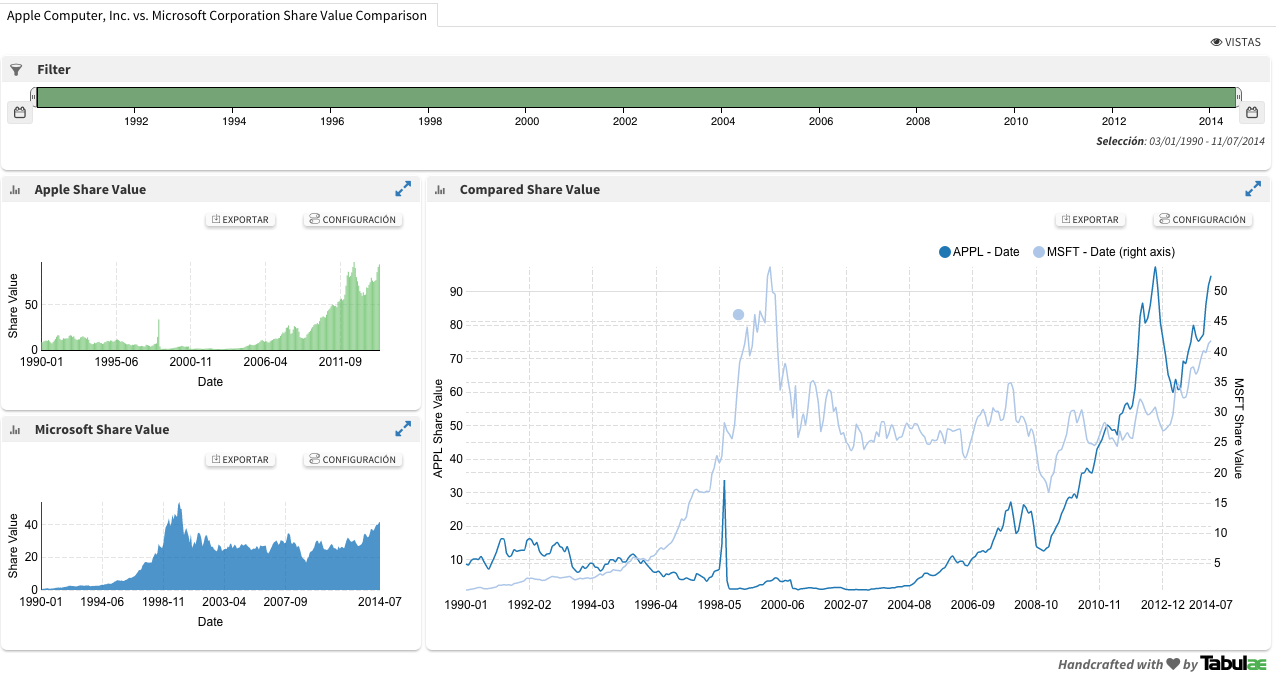 Apple Computer, Inc. vs. Microsoft Corporation Share Value Comparison
VISTAS
Filter
1992 1994 1996 1998 2000 2002 2004 2006 2008 2010 2012 2014
Selección: 03/01/1990 - 11/07/2014
Apple Share Value
EXPORTAR CONFIGURACIÓN
Share Value
50
0
1990-01 1995-06 2000-11 2006-04 2011-09
Date
Microsoft Share Value
EXPORTAR CONFIGURACIÓN
Share Value
40
20
0
1990-01 1994-06 1998-11 2003-04 2007-09 2014-07
Date
Compared Share Value
EXPORTAR CONFIGURACIÓN
APPL - Date MSFT - Date (right axis)
APPL Share Value
90
80
70
60
50
40
30
20
10
50
45
40
35
30
25
20
15
10
5
MSFT Share Value
1990-01 1992-02 1994-03 1996-04 1998-05 2000-06 2002-07 2004-08 2006-09 2008-10 2010-11 2012-12 2014-07
Handcrafted with ❤ by Tabulae